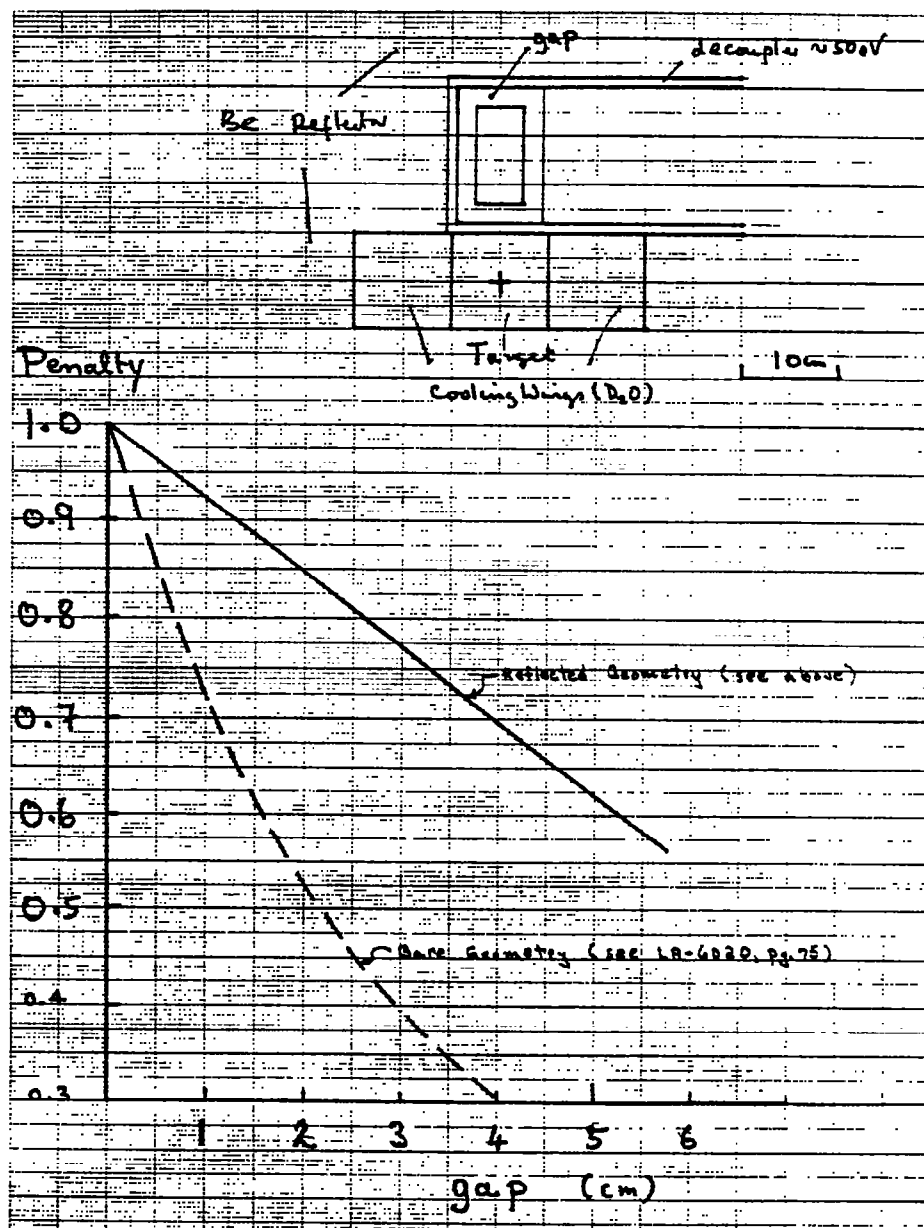 gap
decoupler ~50eV
Be Reflector
Target
Cooling Wings (D₂O)
10cm
Penalty
1.0
0.9
0.8
0.7
0.6
0.5
0.4
0.3
Reflected Geometry (see above)
Bare Geometry (see LA-6020, pg. 75)
1 2 3 4 5 6
gap (cm)